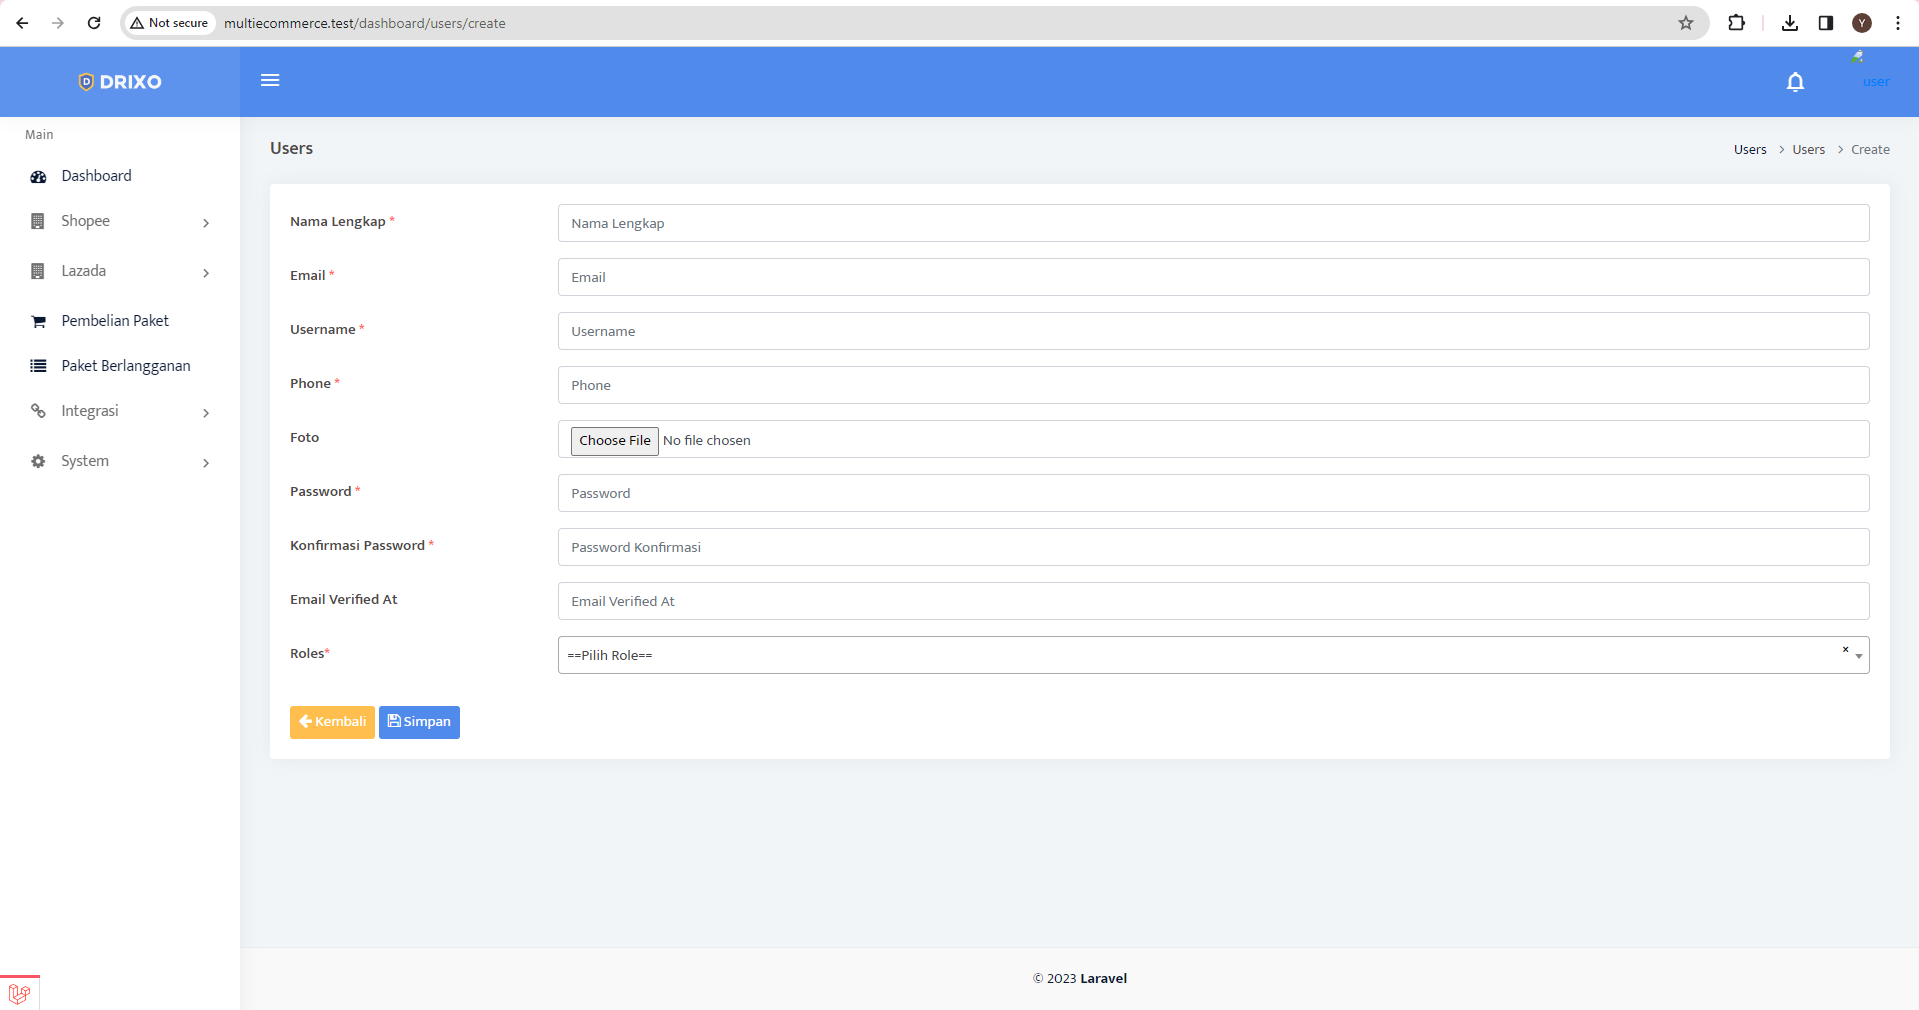 Not secure multiecommerce.test/dashboard/users/create Y
D DRIXO user
Main
Dashboard
Shopee
Lazada
Pembelian Paket
Paket Berlangganan
Integrasi
System
Users Users > Users > Create
Nama Lengkap * Nama Lengkap
Email * Email
Username * Username
Phone * Phone
Foto Choose File No file chosen
Password * Password
Konfirmasi Password * Password Konfirmasi
Email Verified At Email Verified At
Roles* ==Pilih Role== ×
Kembali Simpan
© 2023 Laravel